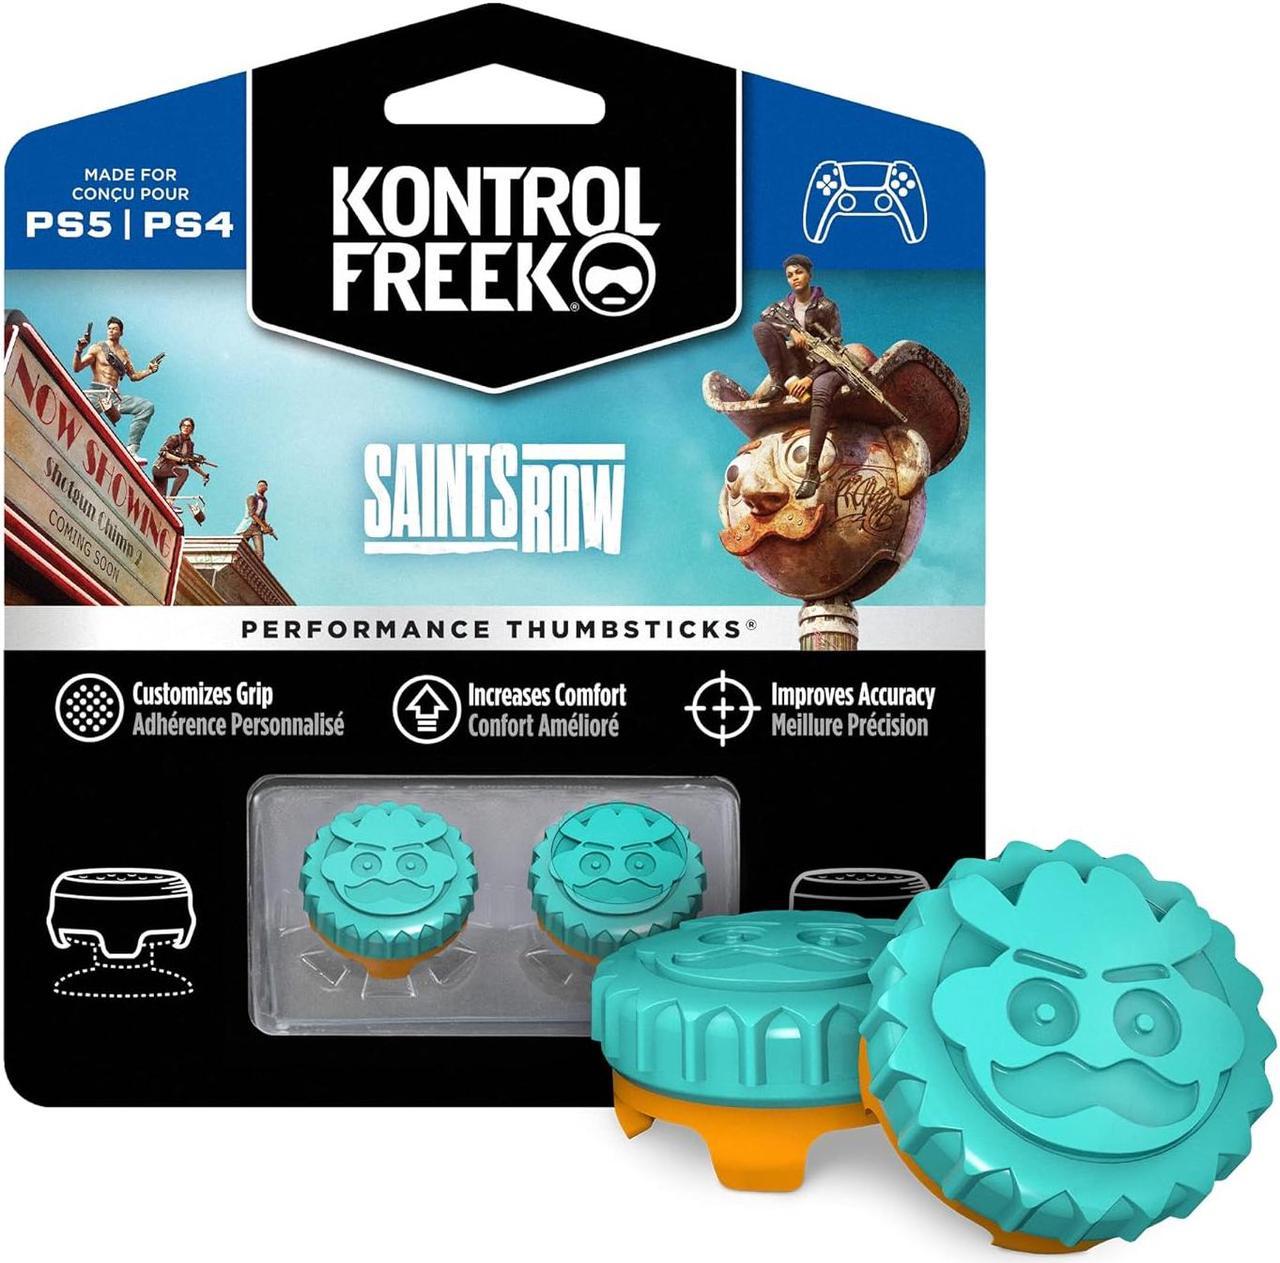 MADE FOR
CONÇU POUR
PS5 | PS4
KONTROL
FREEK®
NOW SHOWING
Shotgun Chimp 2
COMING SOON
SAINTS
ROW
PERFORMANCE THUMBSTICKS®
Customizes Grip
Adhérence Personnalisé
Increases Comfort
Confort Amélioré
Improves Accuracy
Meillure Précision